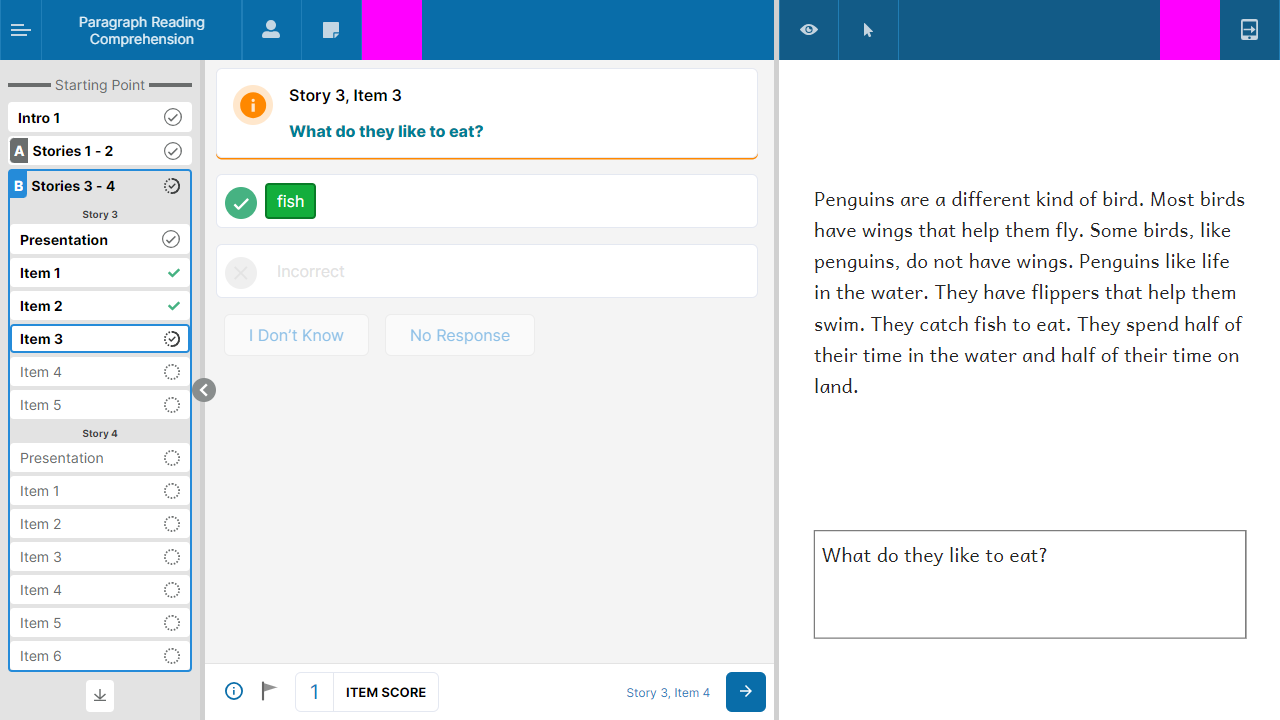 Paragraph Reading
Comprehension
Starting Point
Intro 1
A Stories 1 - 2
B Stories 3 - 4
Story 3
Presentation
Item 1
Item 2
Item 3
Item 4
Item 5
Story 4
Presentation
Item 1
Item 2
Item 3
Item 4
Item 5
Item 6
Story 3, Item 3
What do they like to eat?
fish
Incorrect
I Don’t Know
No Response
1 ITEM SCORE
Story 3, Item 4
Penguins are a different kind of bird. Most birds
have wings that help them fly. Some birds, like
penguins, do not have wings. Penguins like life
in the water. They have flippers that help them
swim. They catch fish to eat. They spend half of
their time in the water and half of their time on
land.
What do they like to eat?